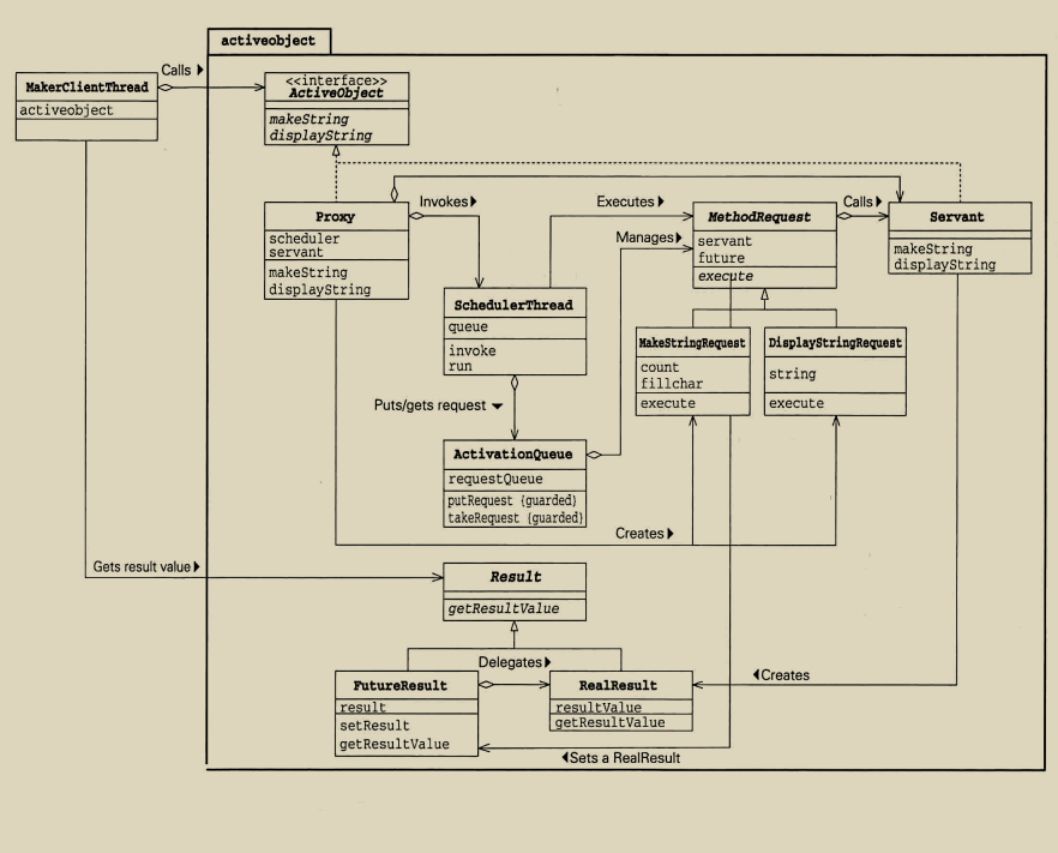 activeobject
Calls
MakerClientThread
activeobject
<<interface>>
ActiveObject
makeString
displayString
Proxy
scheduler
servant
makeString
displayString
Invokes
Executes
Manages
MethodRequest
servant
future
execute
Calls
Servant
makeString
displayString
SchedulerThread
queue
invoke
run
MakeStringRequest
count
fillchar
execute
DisplayStringRequest
string
execute
Puts/gets request
ActivationQueue
requestQueue
putRequest {guarded}
takeRequest {guarded}
Creates
Gets result value
Result
getResultValue
Delegates
FutureResult
result
setResult
getResultValue
RealResult
resultValue
getResultValue
Creates
Sets a RealResult